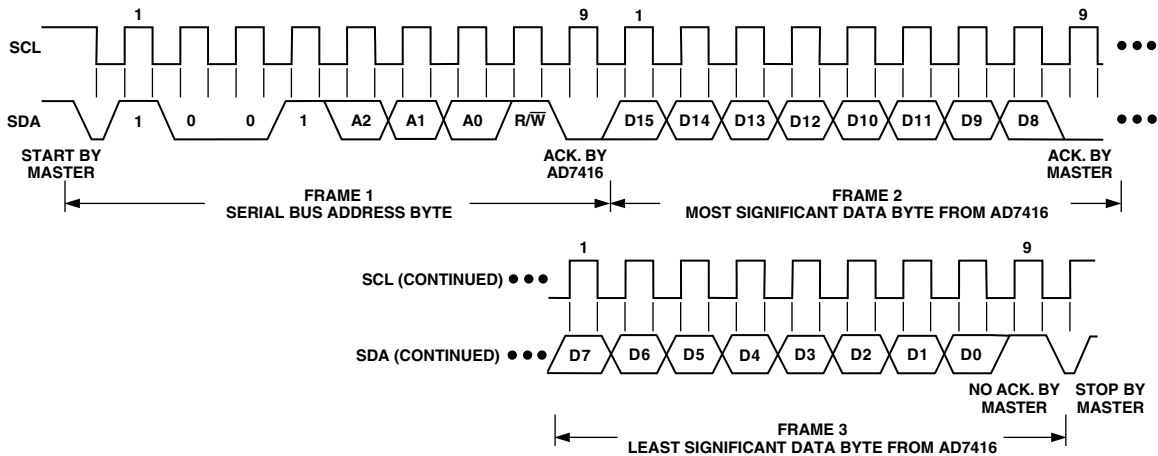 1 9 1 9
SCL
SDA 1 0 0 1 A2 A1 A0 R/W̅ D15 D14 D13 D12 D10 D11 D9 D8
START BY
MASTER
ACK. BY
AD7416
ACK. BY
MASTER
FRAME 1
SERIAL BUS ADDRESS BYTE
FRAME 2
MOST SIGNIFICANT DATA BYTE FROM AD7416
1 9
SCL (CONTINUED)
SDA (CONTINUED) D7 D6 D5 D4 D3 D2 D1 D0
NO ACK. BY
MASTER
STOP BY
MASTER
FRAME 3
LEAST SIGNIFICANT DATA BYTE FROM AD7416